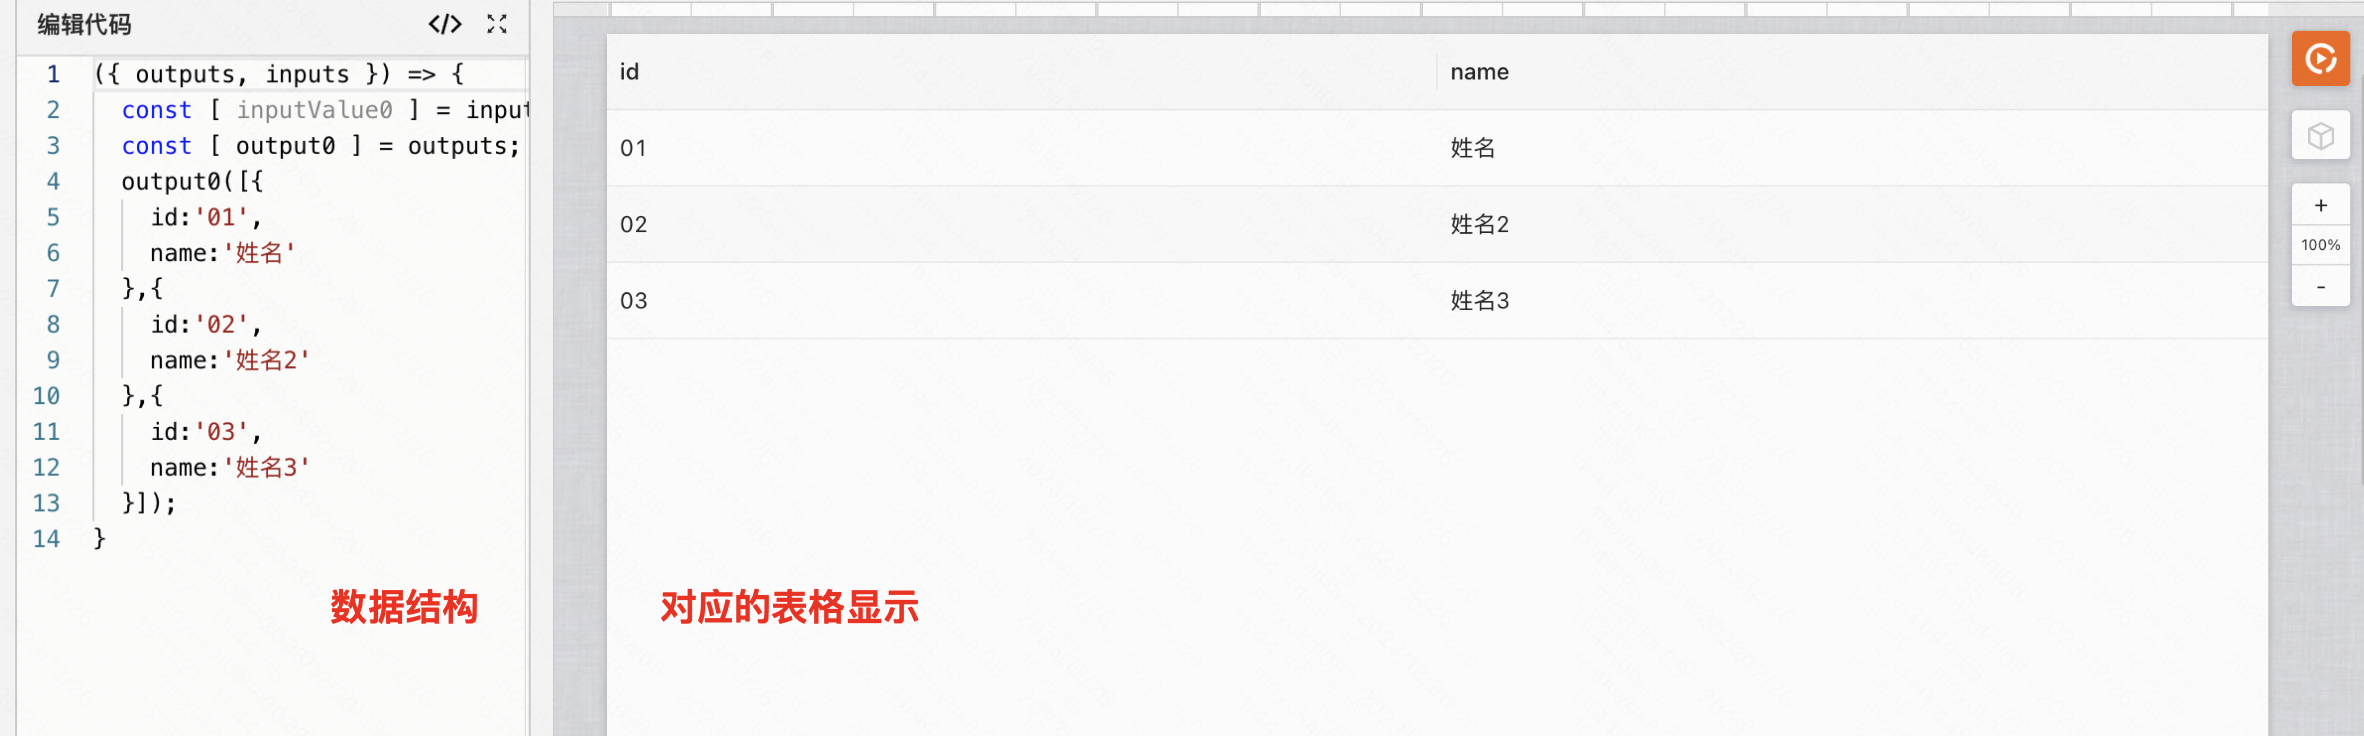 编辑代码
</>
1 ({ outputs, inputs }) => {
2 const [ inputValue0 ] = input
3 const [ output0 ] = outputs;
4 output0([{
5 id:'01',
6 name:'姓名'
7 },{
8 id:'02',
9 name:'姓名2'
10 },{
11 id:'03',
12 name:'姓名3'
13 }]);
14 }
数据结构
id name
01 姓名
02 姓名2
03 姓名3
对应的表格显示
+
100%
-